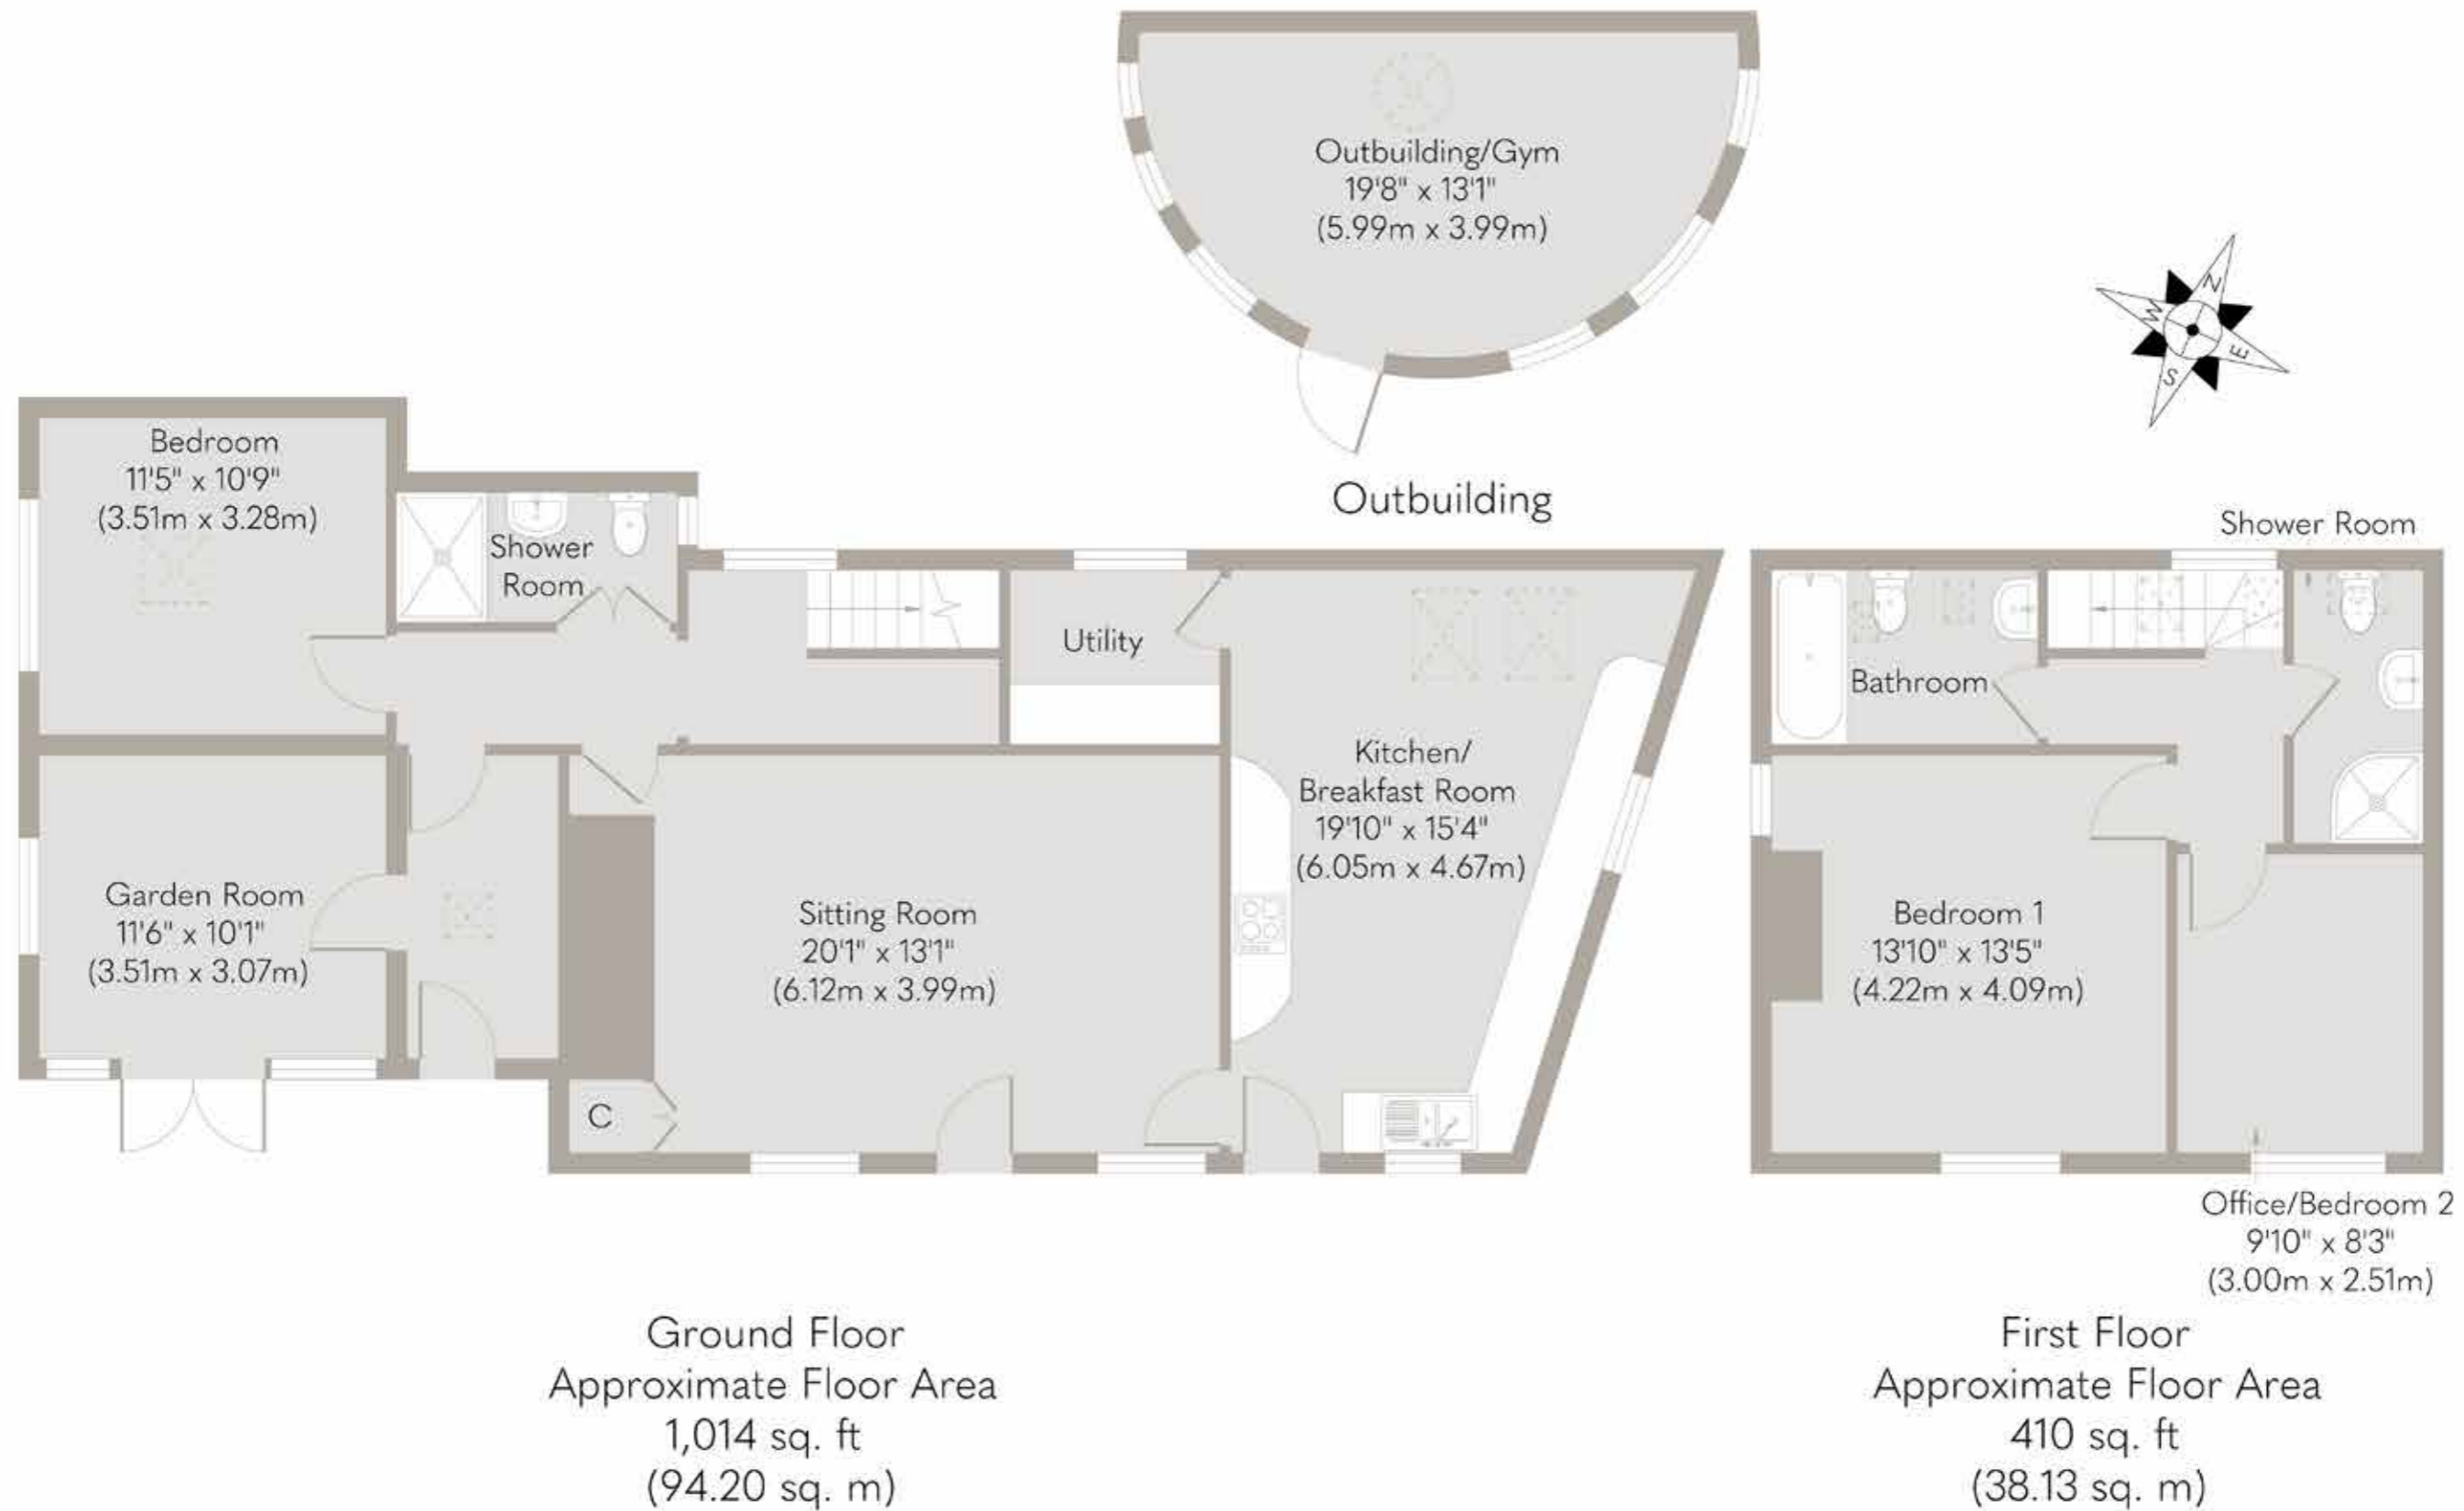 Outbuilding/Gym
19'8" x 13'1"
(5.99m x 3.99m)
Outbuilding
N
W
E
S
Bedroom
11'5" x 10'9"
(3.51m x 3.28m)
Shower
Room
Utility
Kitchen/
Breakfast Room
19'10" x 15'4"
(6.05m x 4.67m)
Garden Room
11'6" x 10'1"
(3.51m x 3.07m)
Sitting Room
20'1" x 13'1"
(6.12m x 3.99m)
C
Ground Floor
Approximate Floor Area
1,014 sq. ft
(94.20 sq. m)
Shower Room
Bathroom
Bedroom 1
13'10" x 13'5"
(4.22m x 4.09m)
Office/Bedroom 2
9'10" x 8'3"
(3.00m x 2.51m)
First Floor
Approximate Floor Area
410 sq. ft
(38.13 sq. m)